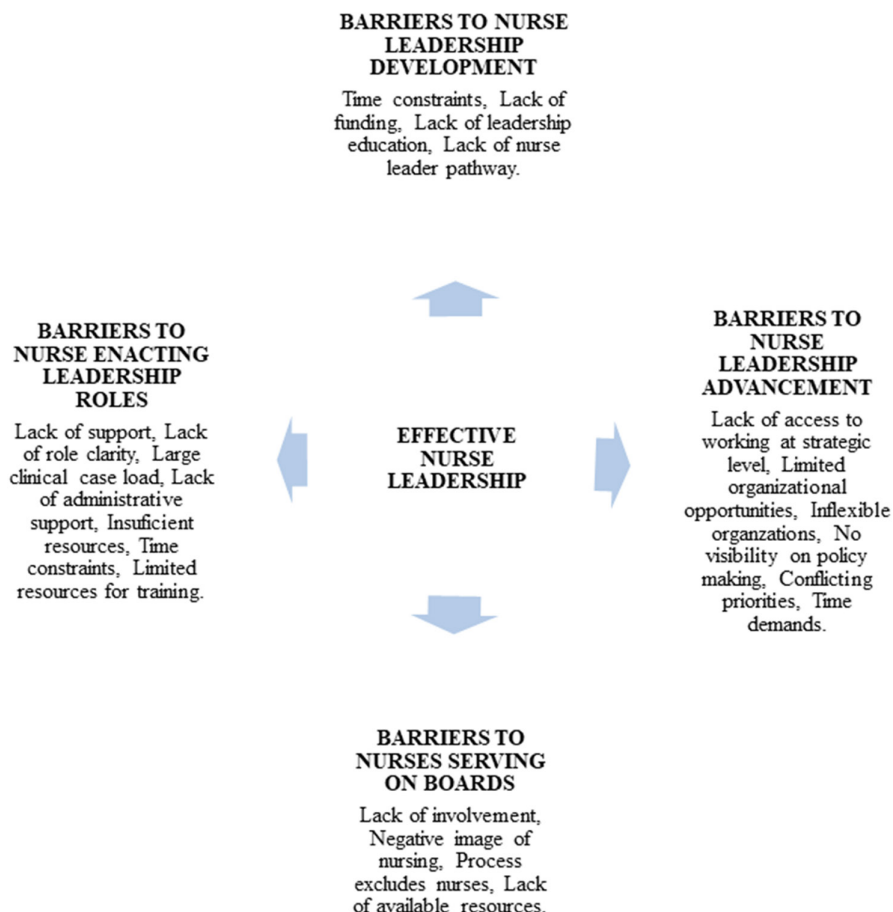 BARRIERS TO NURSE
LEADERSHIP
DEVELOPMENT
Time constraints, Lack of
funding, Lack of leadership
education, Lack of nurse
leader pathway.
BARRIERS TO
NURSE ENACTING
LEADERSHIP
ROLES
Lack of support, Lack
of role clarity, Large
clinical case load, Lack
of administrative
support, Insuficient
resources, Time
constraints, Limited
resources for training.
EFFECTIVE
NURSE
LEADERSHIP
BARRIERS TO
NURSE
LEADERSHIP
ADVANCEMENT
Lack of access to
working at strategic
level, Limited
organizational
opportunities, Inflexible
organzations, No
visibility on policy
making, Conflicting
priorities, Time
demands.
BARRIERS TO
NURSES SERVING
ON BOARDS
Lack of involvement,
Negative image of
nursing, Process
excludes nurses, Lack
of available resources.